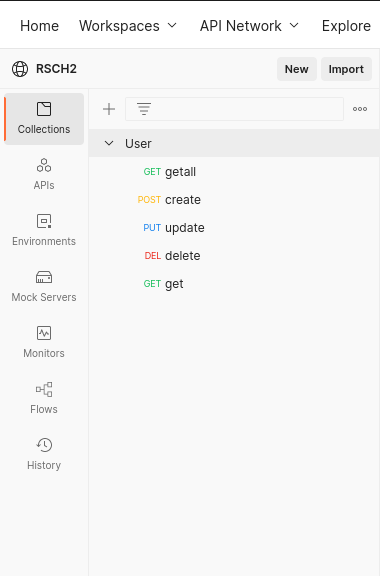 Home Workspaces API Network Explore
RSCH2 New Import
Collections
APIs
Environments
Mock Servers
Monitors
Flows
History
User
GET getall
POST create
PUT update
DEL delete
GET get